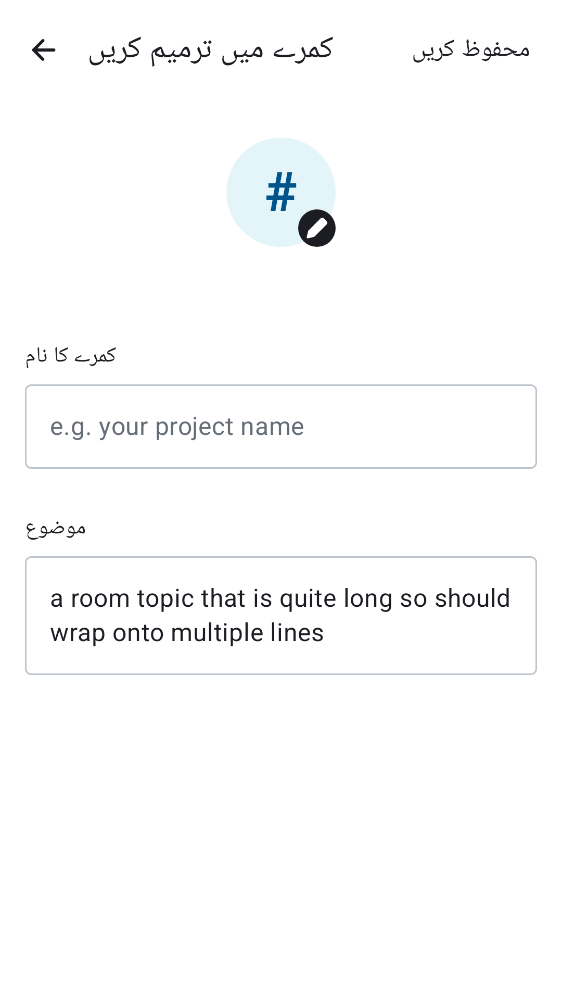 کمرے میں ترمیم کریں
محفوظ کریں
#
کمرے کا نام
e.g. your project name
موضوع
a room topic that is quite long so should
wrap onto multiple lines